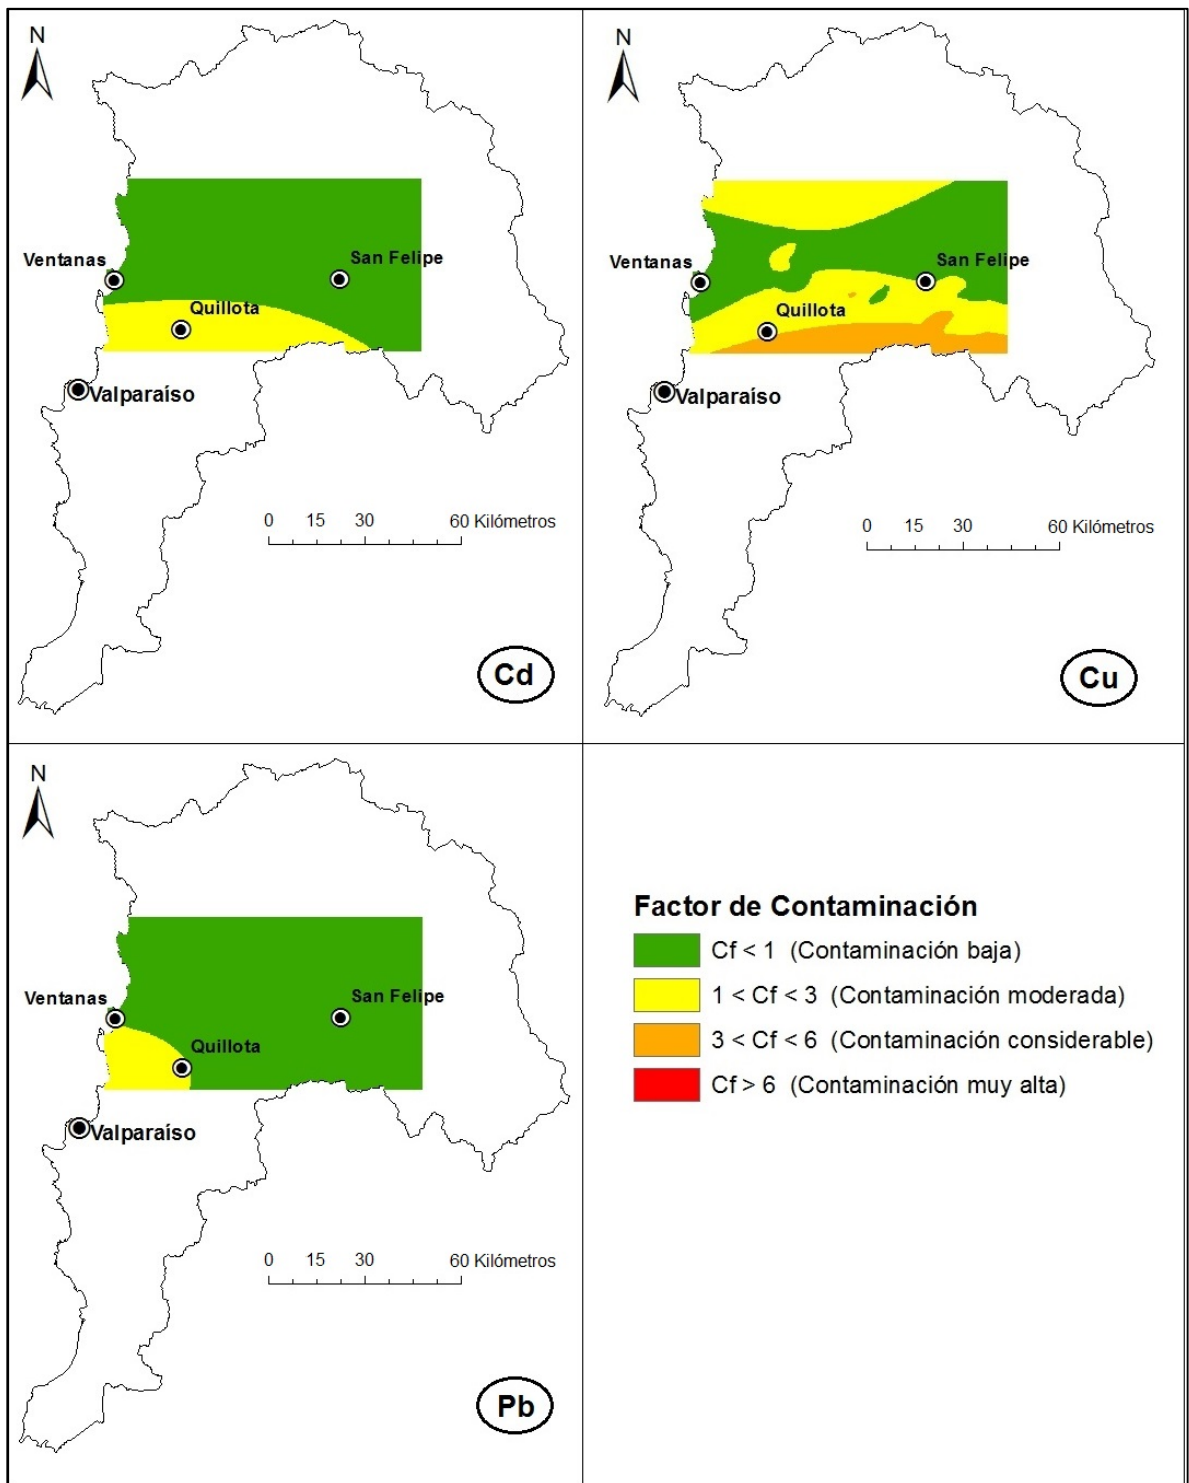 N
Ventanas
San Felipe
Quillota
Valparaíso
0 15 30 60 Kilómetros
Cd
N
Ventanas
San Felipe
Quillota
Valparaíso
0 15 30 60 Kilómetros
Cu
N
Ventanas
San Felipe
Quillota
Valparaíso
0 15 30 60 Kilómetros
Pb
Factor de Contaminación
Cf < 1 (Contaminación baja)
1 < Cf < 3 (Contaminación moderada)
3 < Cf < 6 (Contaminación considerable)
Cf > 6 (Contaminación muy alta)